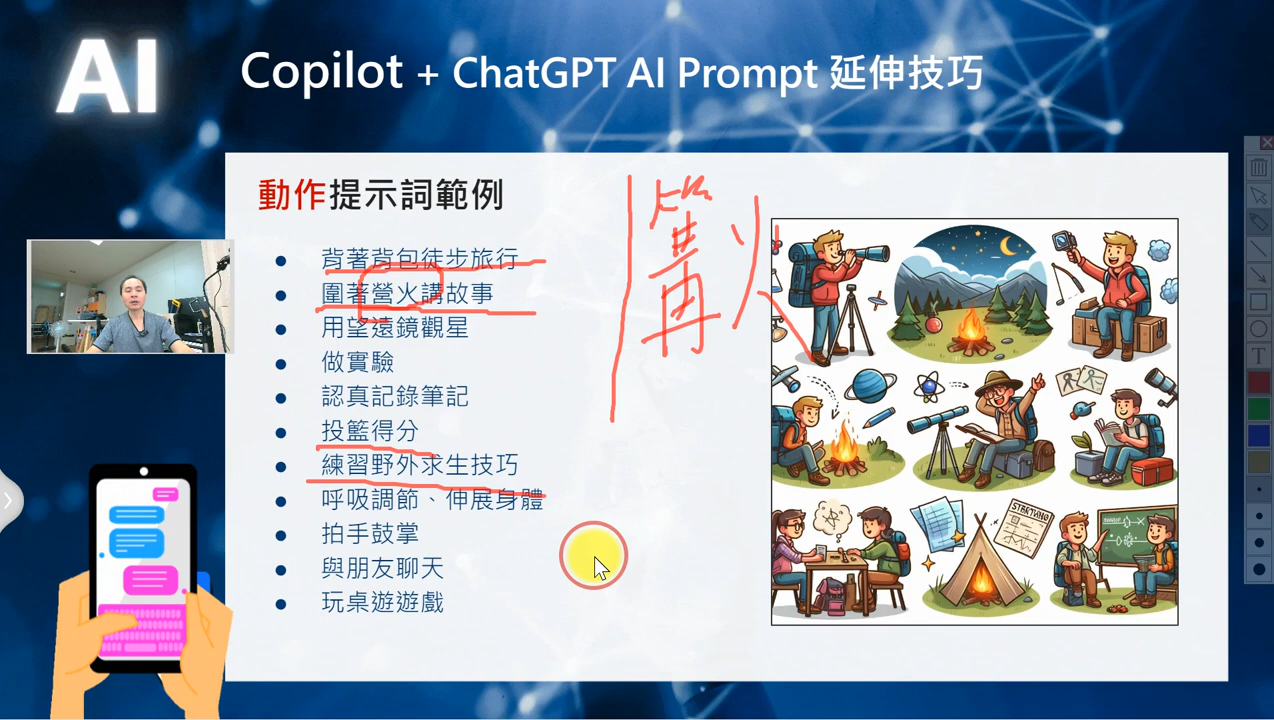 AI
Copilot + ChatGPT AI Prompt 延伸技巧
動作提示詞範例
背著背包徒步旅行
圍著營火講故事
用望遠鏡觀星
做實驗
認真記錄筆記
投籃得分
練習野外求生技巧
呼吸調節、伸展身體
拍手鼓掌
與朋友聊天
玩桌遊遊戲
篝火
T